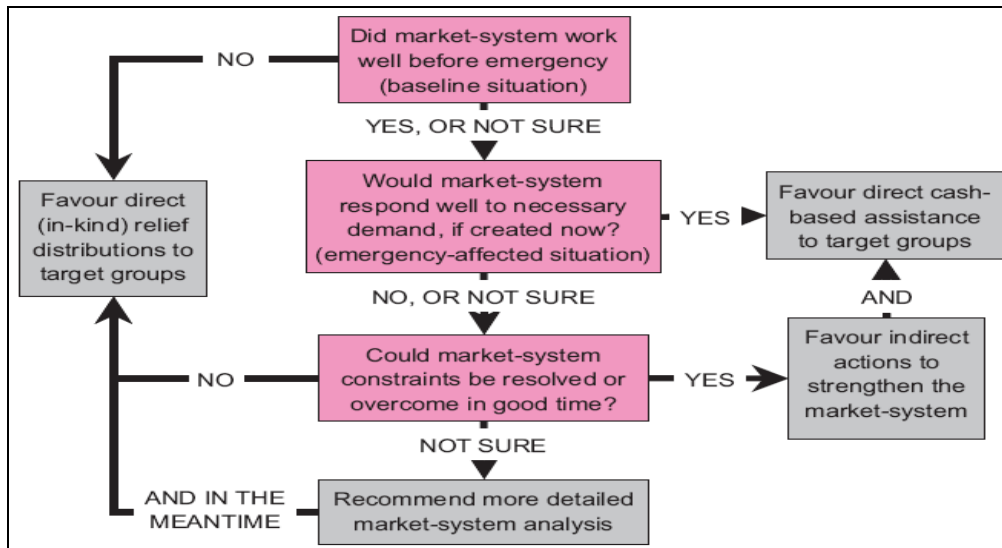 Did market-system work
well before emergency
(baseline situation)
NO
YES, OR NOT SURE
Favour direct
(in-kind) relief
distributions to
target groups
Would market-system
respond well to necessary
demand, if created now?
(emergency-affected situation)
YES
Favour direct cash-
based assistance
to target groups
NO, OR NOT SURE
AND
Could market-system
constraints be resolved or
overcome in good time?
NO
YES
Favour indirect
actions to
strengthen the
market-system
NOT SURE
AND IN THE
MEANTIME
Recommend more detailed
market-system analysis